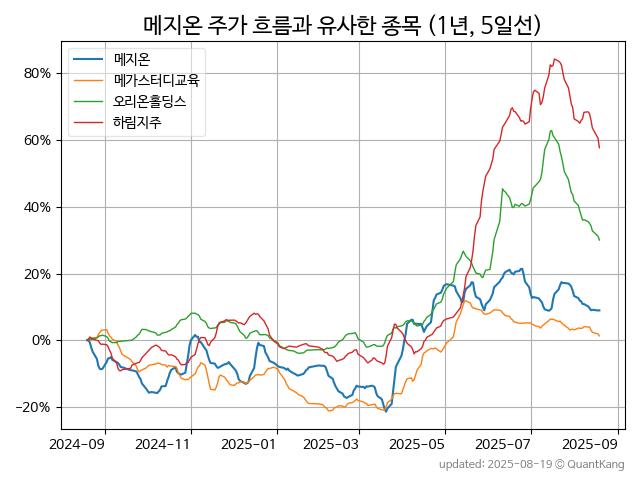 메지온 주가 흐름과 유사한 종목 (1년, 5일선)
메지온
메가스터디교육
오리온홀딩스
하림지주
80%
60%
40%
20%
0%
−20%
2024-09 2024-11 2025-01 2025-03 2025-05 2025-07 2025-09
updated: 2025-08-19 © QuantKang